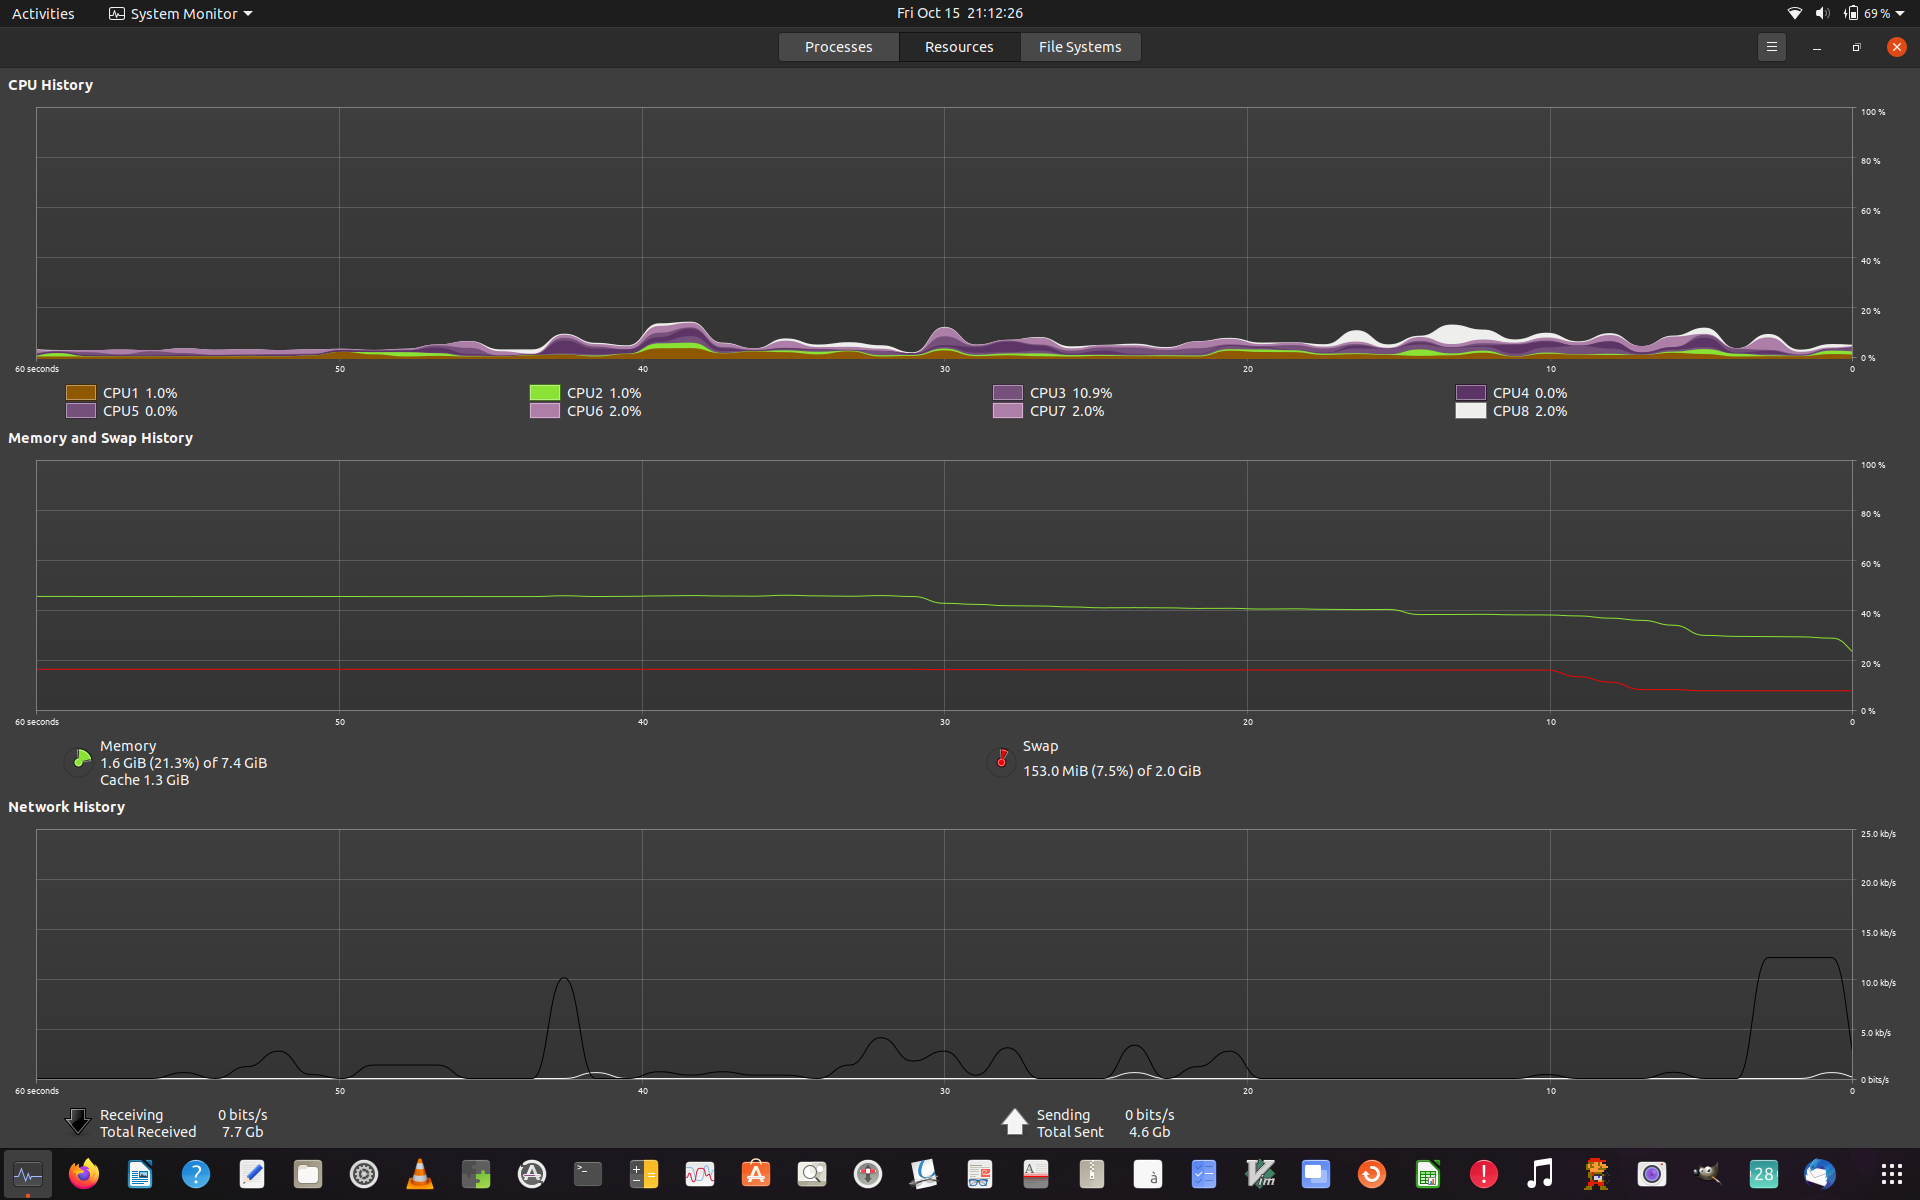 Activities System Monitor Fri Oct 15 21:12:26 69 %
Processes Resources File Systems
CPU History
100 %
80 %
60 %
40 %
20 %
0 %
60 seconds 50 40 30 20 10 0
CPU1 1.0% CPU2 1.0% CPU3 10.9% CPU4 0.0%
CPU5 0.0% CPU6 2.0% CPU7 2.0% CPU8 2.0%
Memory and Swap History
100 %
80 %
60 %
40 %
20 %
0 %
60 seconds 50 40 30 20 10 0
Memory
1.6 GiB (21.3%) of 7.4 GiB
Cache 1.3 GiB
Swap
153.0 MiB (7.5%) of 2.0 GiB
Network History
25.0 kb/s
20.0 kb/s
15.0 kb/s
10.0 kb/s
5.0 kb/s
0 bits/s
60 seconds 50 40 30 20 10 0
Receiving 0 bits/s
Total Received 7.7 Gb
Sending 0 bits/s
Total Sent 4.6 Gb
>_ à Vim 28